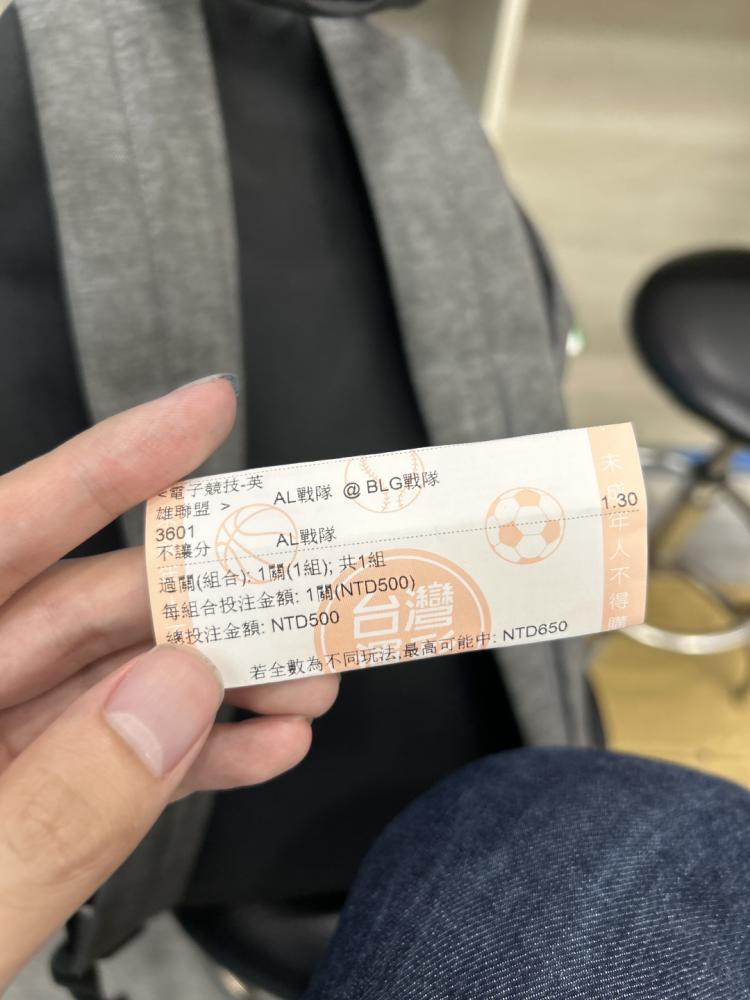 <電子競技-英
雄聯盟 > AL戰隊 @ BLG戰隊
3601 1.30
不讓分 AL戰隊
過關(組合): 1關(1組); 共1組
每組合投注金額: 1關(NTD500)
總投注金額: NTD500
若全數為不同玩法,最高可能中: NTD650
台灣
未成年人不得購